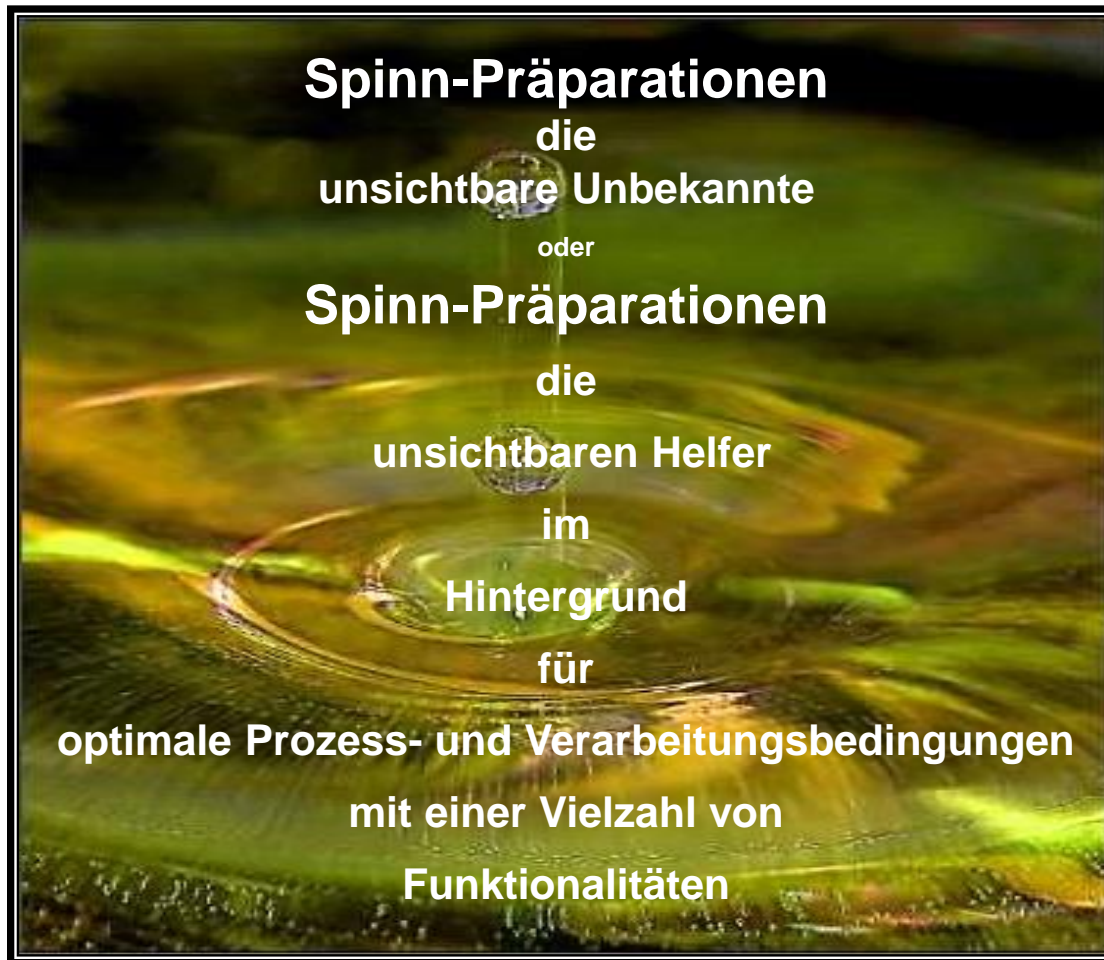 Spinn-Präparationen
die
unsichtbare Unbekannte
oder
Spinn-Präparationen
die
unsichtbaren Helfer
im
Hintergrund
für
optimale Prozess- und Verarbeitungsbedingungen
mit einer Vielzahl von
Funktionalitäten